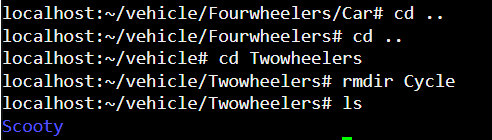 localhost:~/vehicle/Fourwheelers/Car# cd ..
localhost:~/vehicle/Fourwheelers# cd ..
localhost:~/vehicle# cd Twowheelers
localhost:~/vehicle/Twowheelers# rmdir Cycle
localhost:~/vehicle/Twowheelers# ls
Scooty